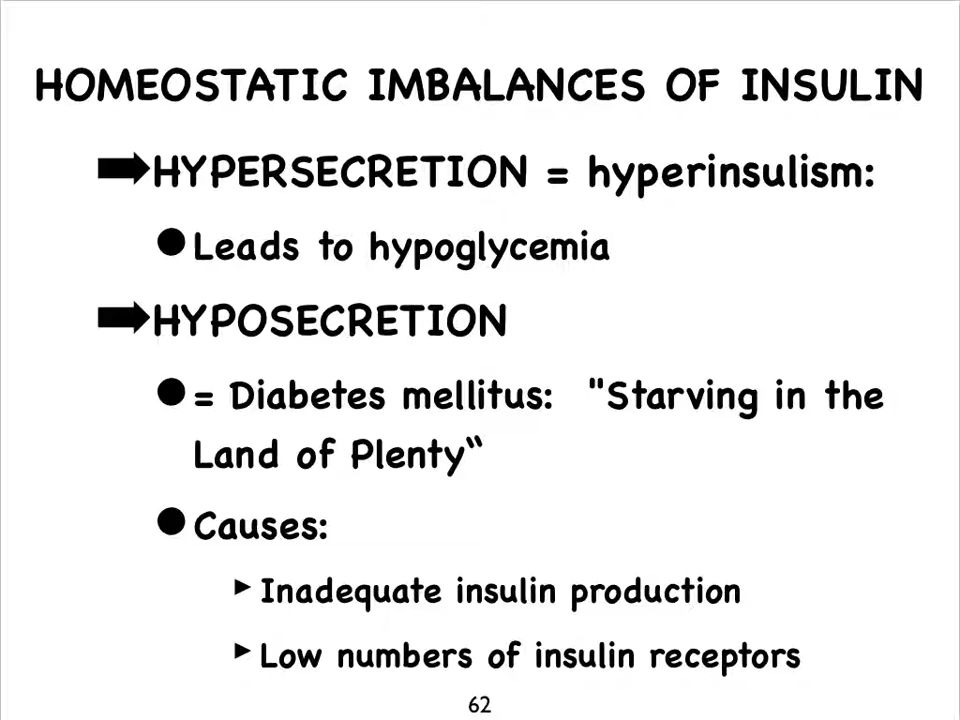 HOMEOSTATIC IMBALANCES OF INSULIN
HYPERSECRETION = hyperinsulism:
Leads to hypoglycemia
HYPOSECRETION
= Diabetes mellitus: "Starving in the
Land of Plenty“
Causes:
Inadequate insulin production
Low numbers of insulin receptors
62